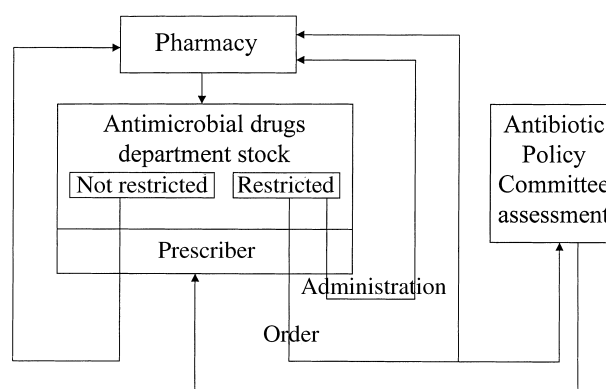 Pharmacy
Antimicrobial drugs
department stock
Not restricted
Restricted
Prescriber
Administration
Order
Antibiotic
Policy
Committee
assessment